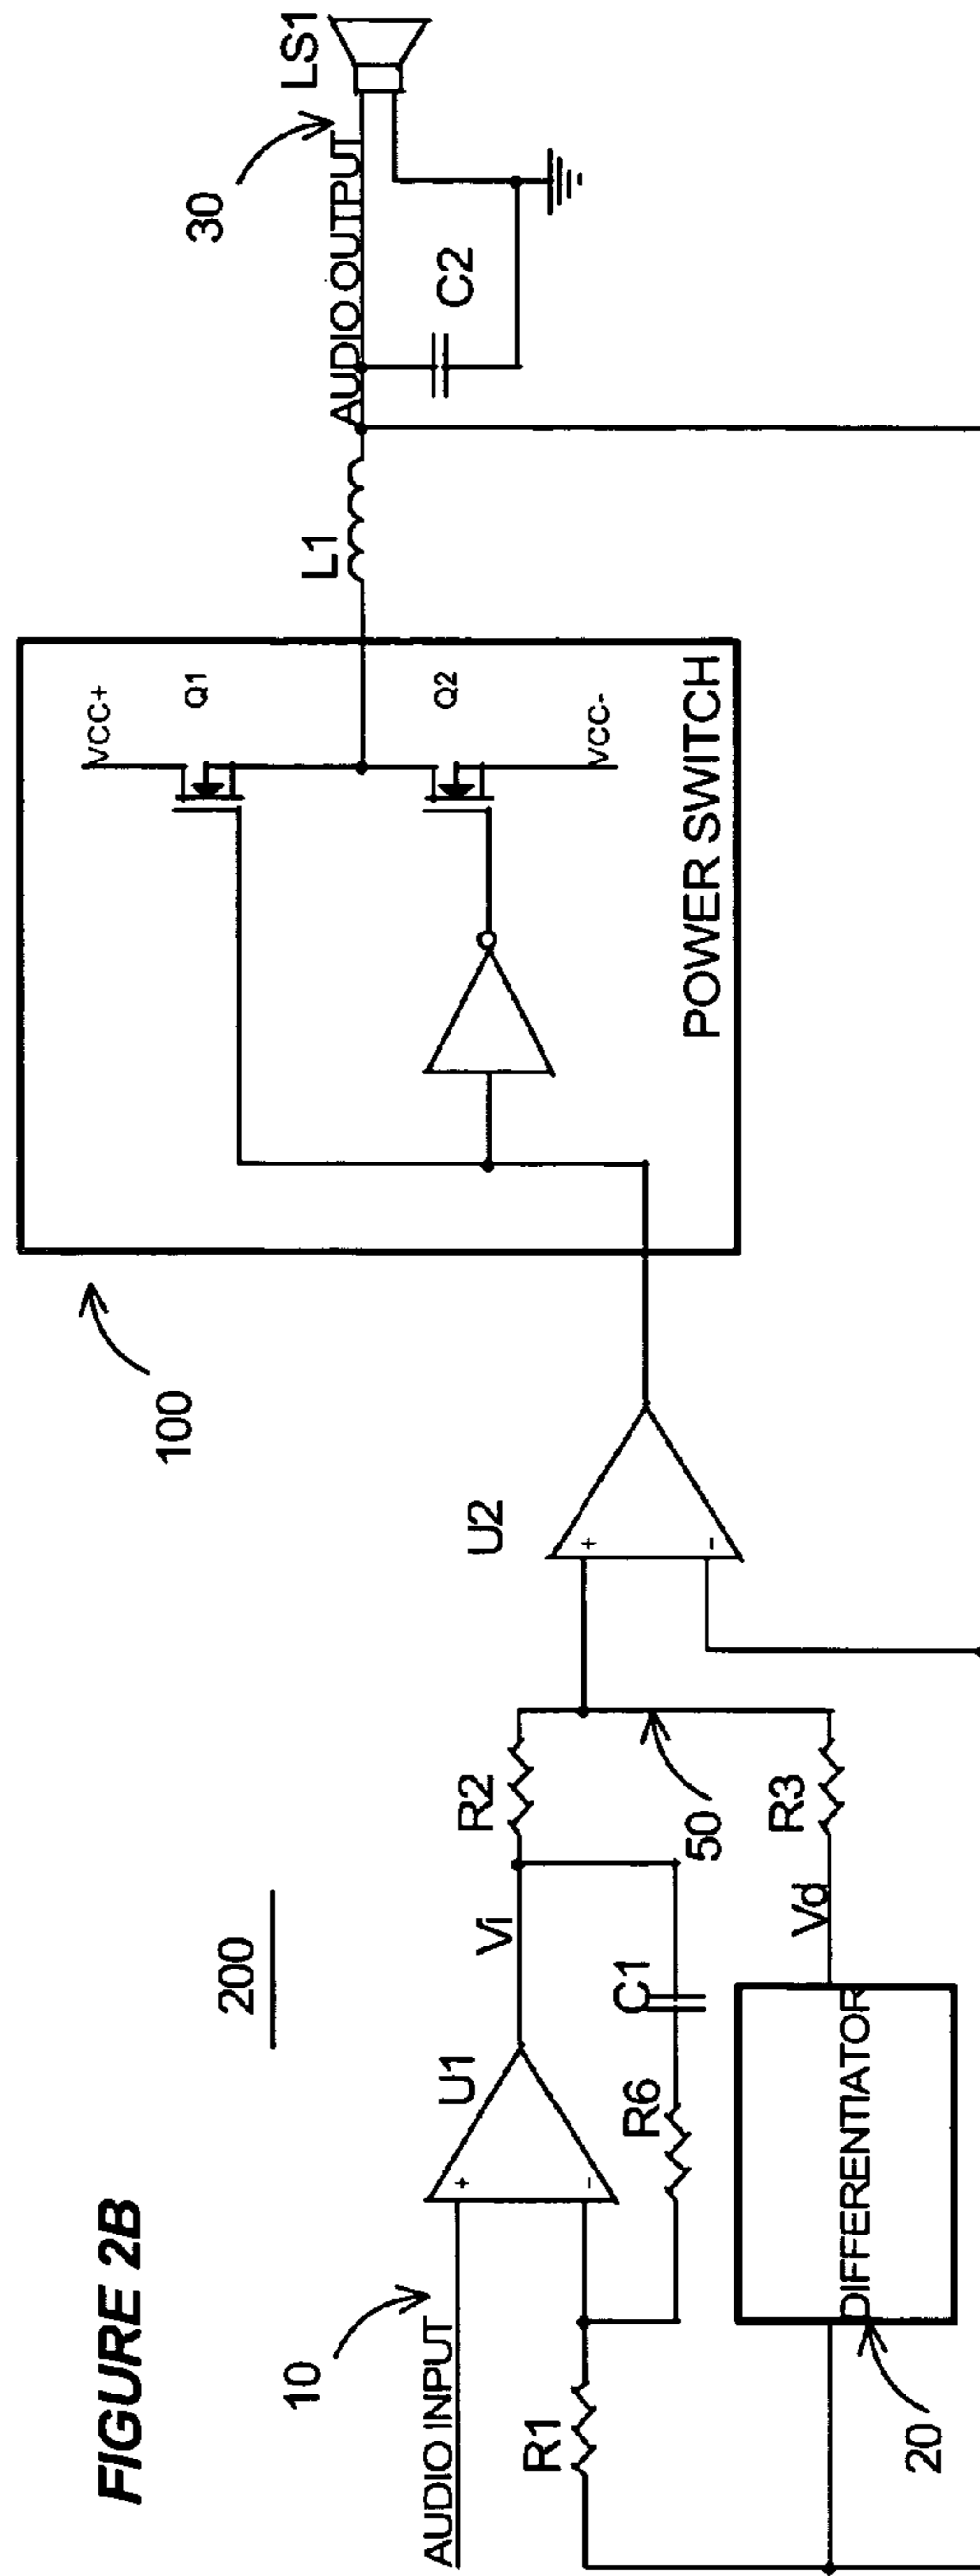 FIGURE 2B
200
10
AUDIO INPUT
+
-
U1
Vi
R1
R6
C1
R2
50
20
DIFFERENTIATOR
Vd
R3
U2
+
-
100
POWER SWITCH
VCC+
Q1
Q2
VCC-
L1
30
AUDIO OUTPUT
C2
LS1